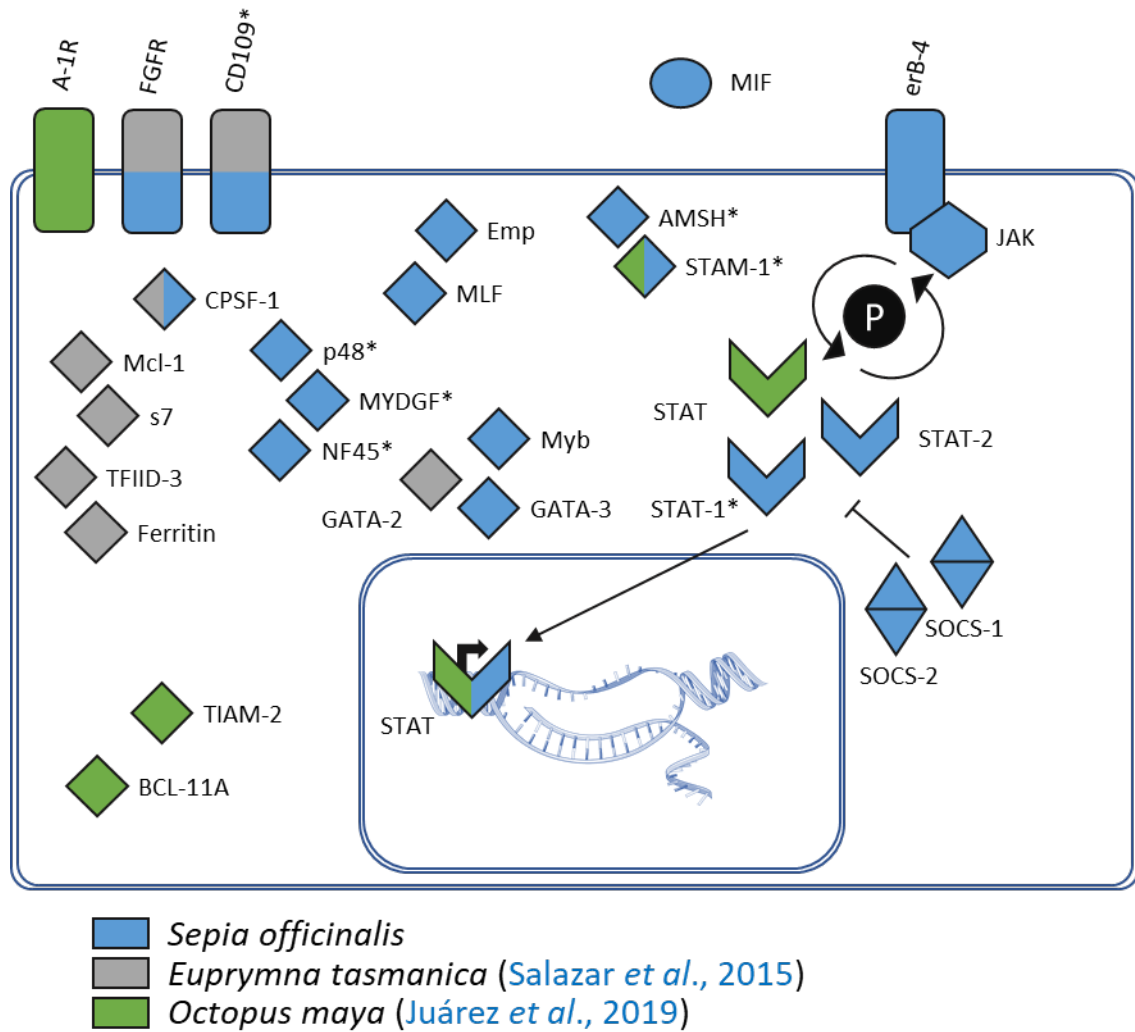 A-1R
FGFR
CD109*
MIF
erB-4
Emp
AMSH*
JAK
STAM-1*
MLF
CPSF-1
P
p48*
Mcl-1
MYDGF*
s7
STAT
Myb
STAT-2
NF45*
TFIID-3
GATA-2
GATA-3
STAT-1*
Ferritin
SOCS-1
SOCS-2
TIAM-2
STAT
BCL-11A
Sepia officinalis
Euprymna tasmanica (Salazar et al., 2015)
Octopus maya (Juárez et al., 2019)